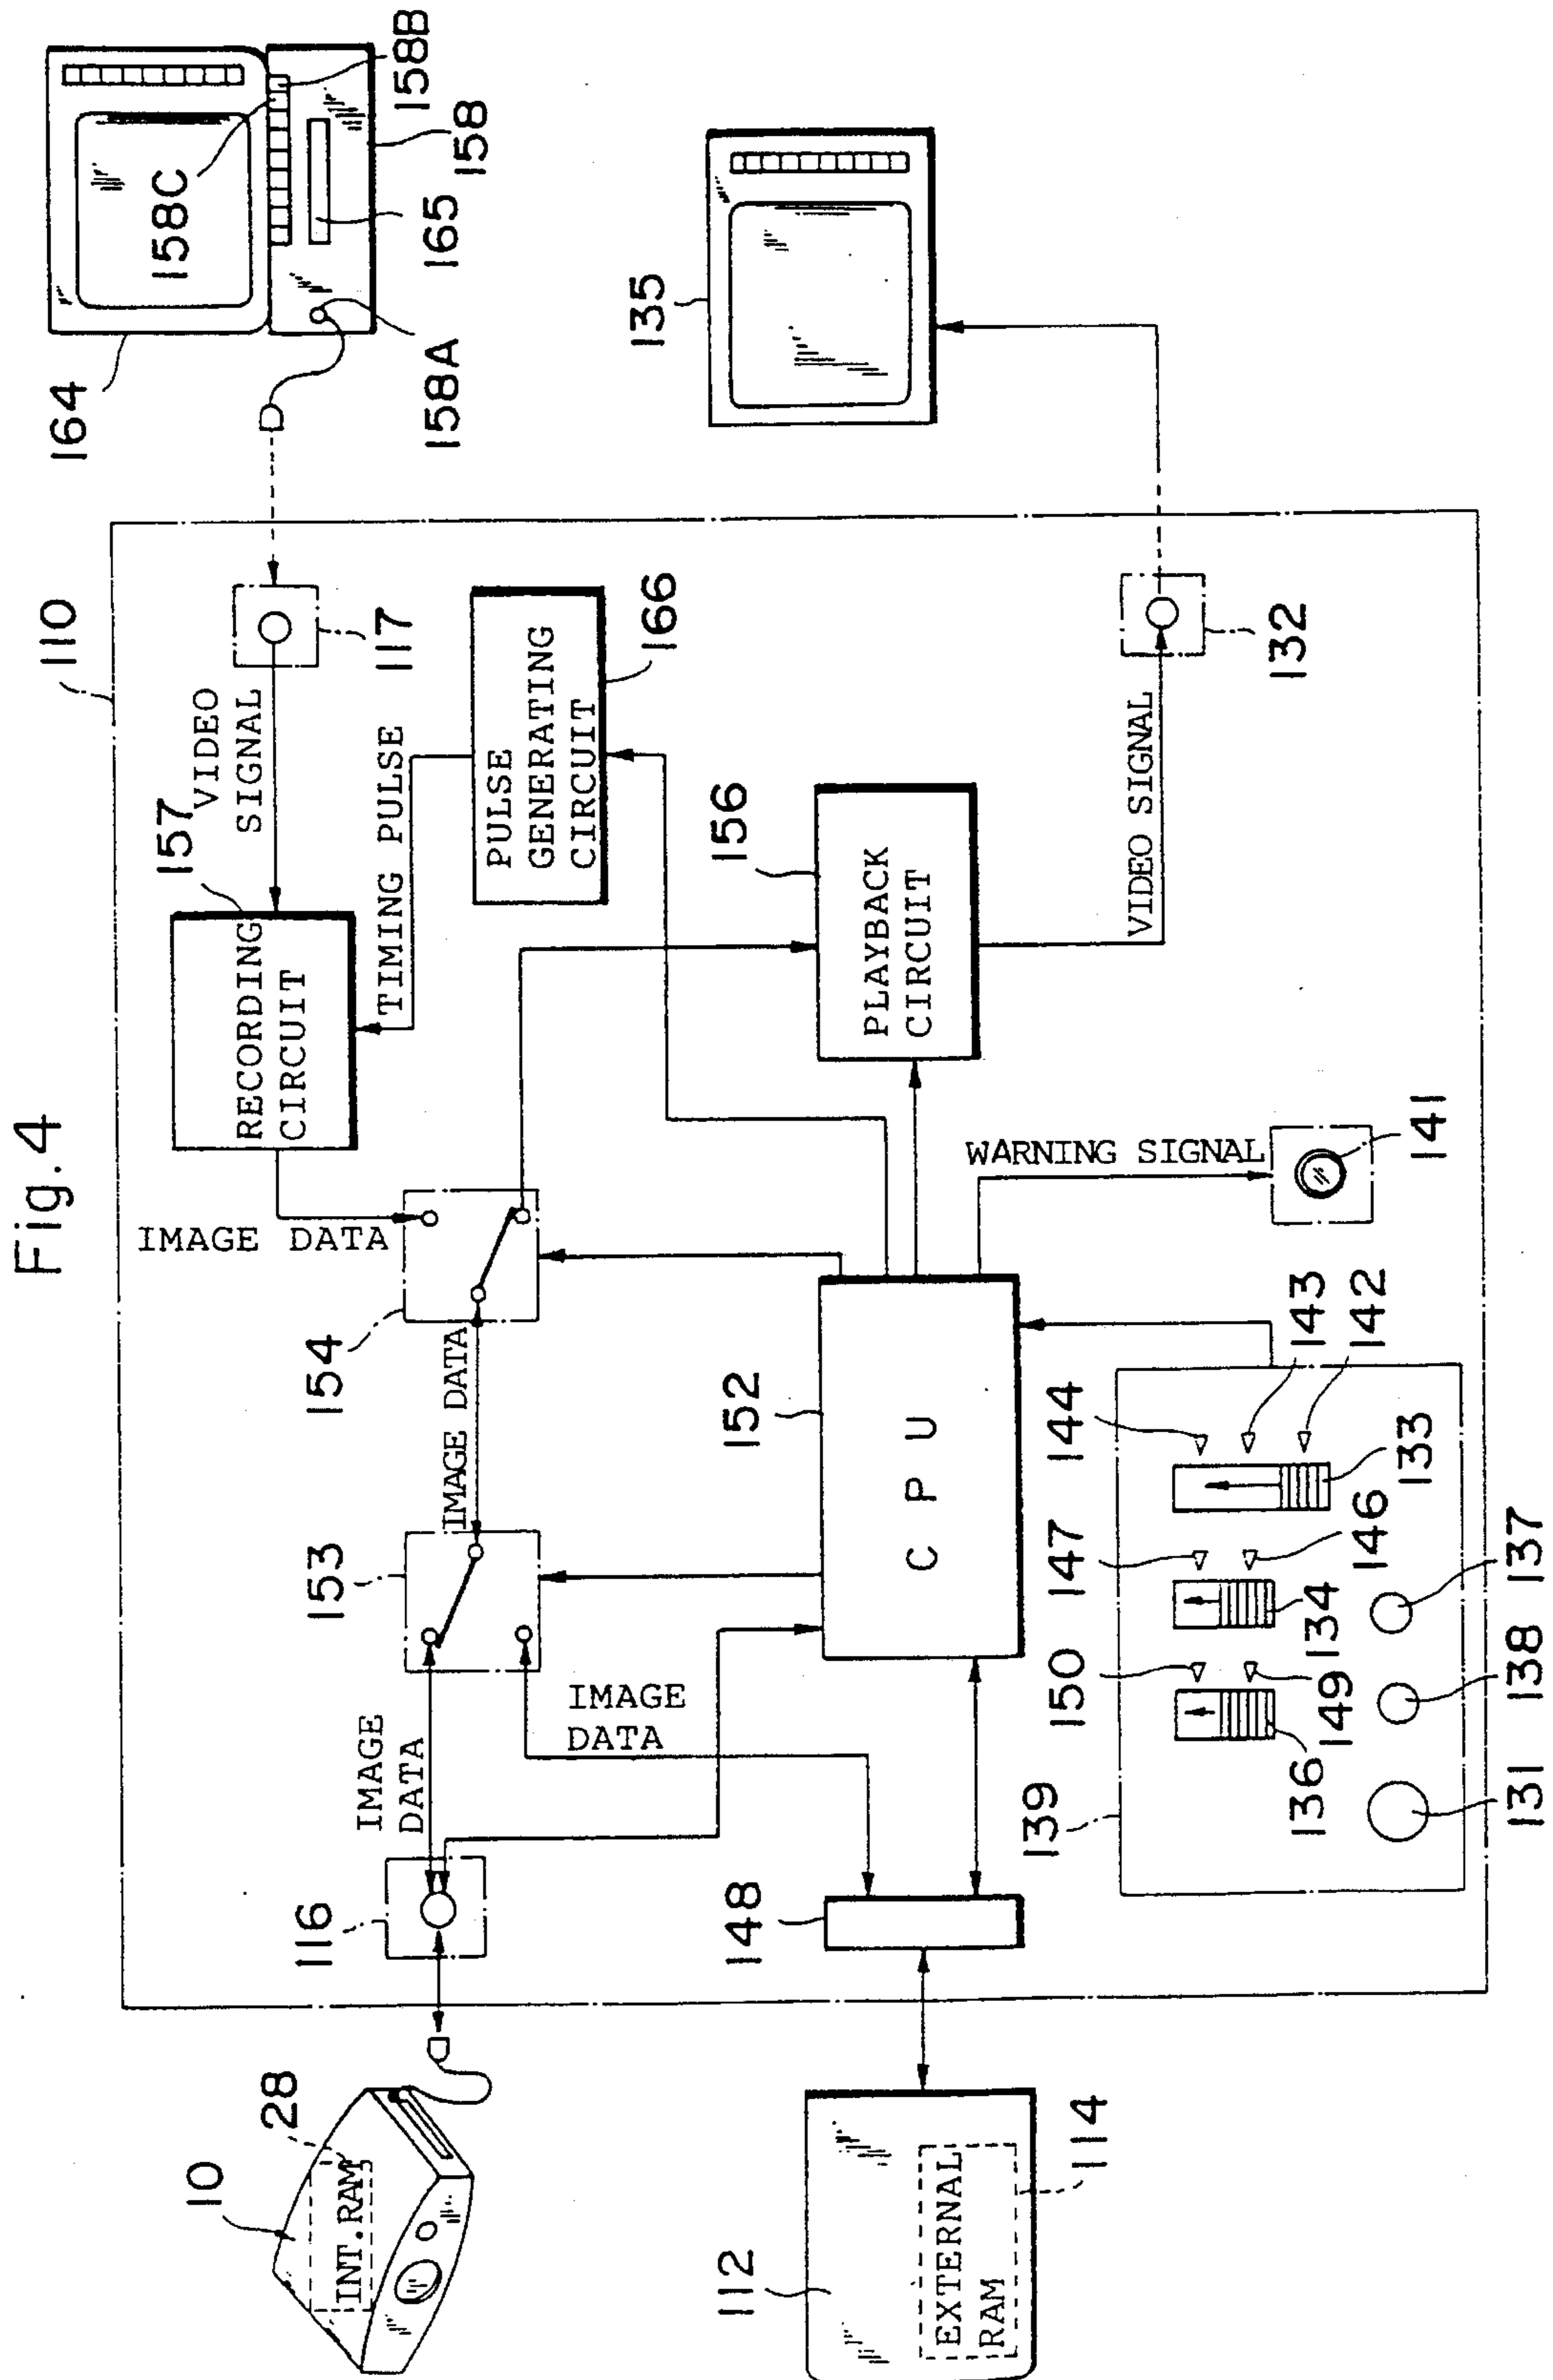 Fig.4
10
28
INT.RAM
116
IMAGE
DATA
153
IMAGE DATA
154
IMAGE DATA
RECORDING
CIRCUIT
157
VIDEO
SIGNAL
117
110
164
158C
158B
158
165
158A
TIMING PULSE
PULSE
GENERATING
CIRCUIT
166
135
IMAGE
DATA
152
C P U
156
PLAYBACK
CIRCUIT
VIDEO SIGNAL
132
WARNING SIGNAL
141
112
EXTERNAL
RAM
114
148
139
150
147
144
143
142
136
149
134
146
133
131
138
137